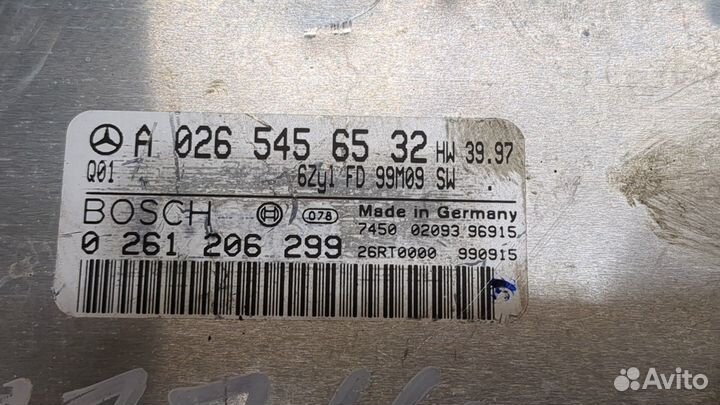 A 026 545 65 32 HW 39.97
Q01 6Zyl FD 99M09 SW .
BOSCH 078 Made in Germany
7450 02093 96915
0 261 206 299
26RT0000 990915
Avito